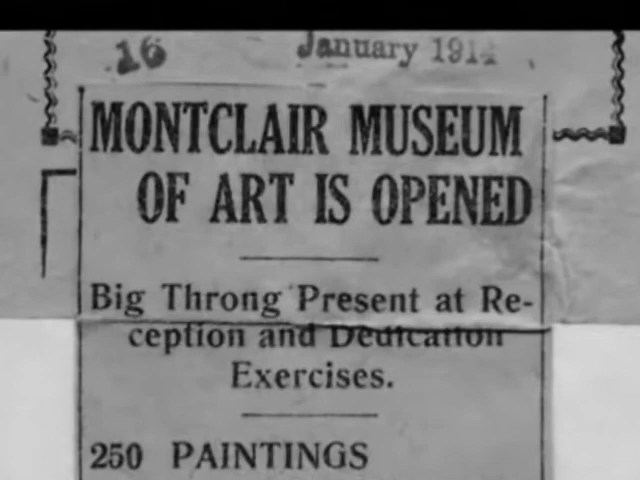 16 January 1914
MONTCLAIR MUSEUM
OF ART IS OPENED
Big Throng Present at Re-
ception and Dedication
Exercises.
250 PAINTINGS